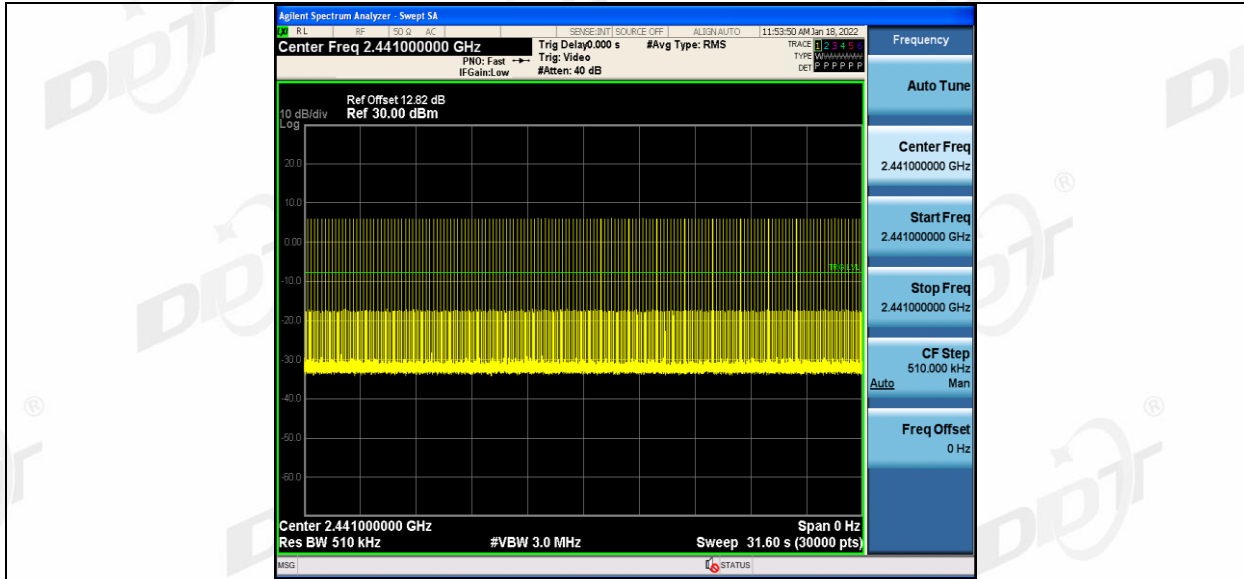 Agilent Spectrum Analyzer - Swept SA
RL RF 50 Ω AC SENSE:INT SOURCE OFF ALIGN AUTO 11:53:50 AM Jan 18, 2022
Center Freq 2.441000000 GHz
PNO: Fast
IFGain:Low
Trig Delay0.000 s
Trig: Video
#Atten: 40 dB
#Avg Type: RMS
TRACE 1 2 3 4 5 6
TYPE
DET P P P P P P
Ref Offset 12.82 dB
Ref 30.00 dBm
10 dB/div
Log
20.0
10.0
0.00
-10.0
-20.0
-30.0
-40.0
-50.0
-60.0
TRIG LVL
Center 2.441000000 GHz
Span 0 Hz
Res BW 510 kHz
#VBW 3.0 MHz
Sweep 31.60 s (30000 pts)
MSG
STATUS
Frequency
Auto Tune
Center Freq
2.441000000 GHz
Start Freq
2.441000000 GHz
Stop Freq
2.441000000 GHz
CF Step
510.000 kHz
Auto Man
Freq Offset
0 Hz
DDT
®